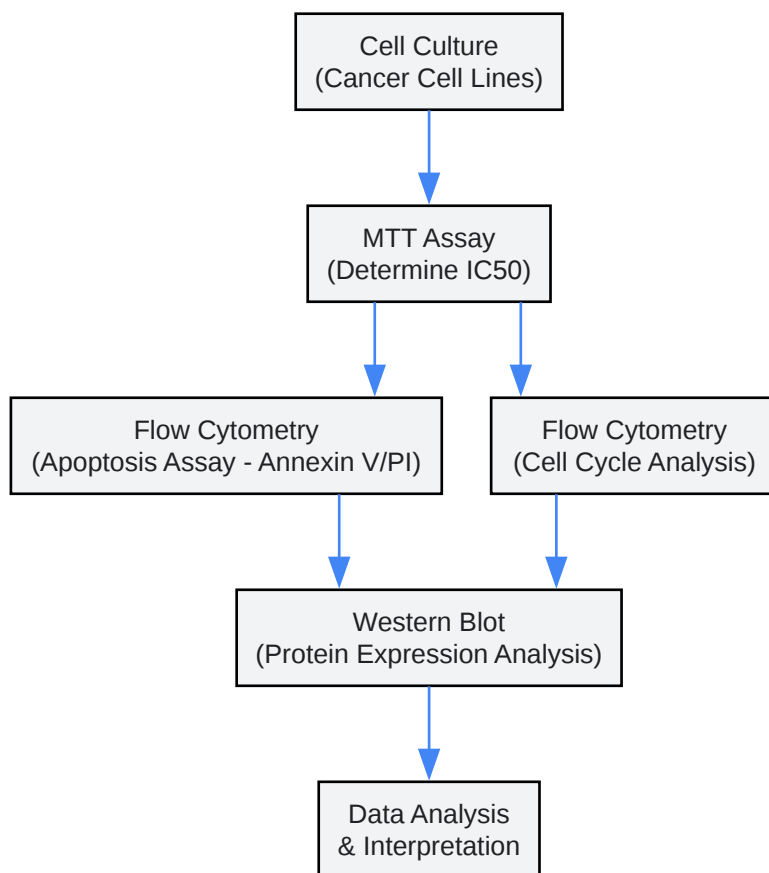 Cell Culture
(Cancer Cell Lines)
MTT Assay
(Determine IC50)
Flow Cytometry
(Apoptosis Assay - Annexin V/PI)
Flow Cytometry
(Cell Cycle Analysis)
Western Blot
(Protein Expression Analysis)
Data Analysis
& Interpretation